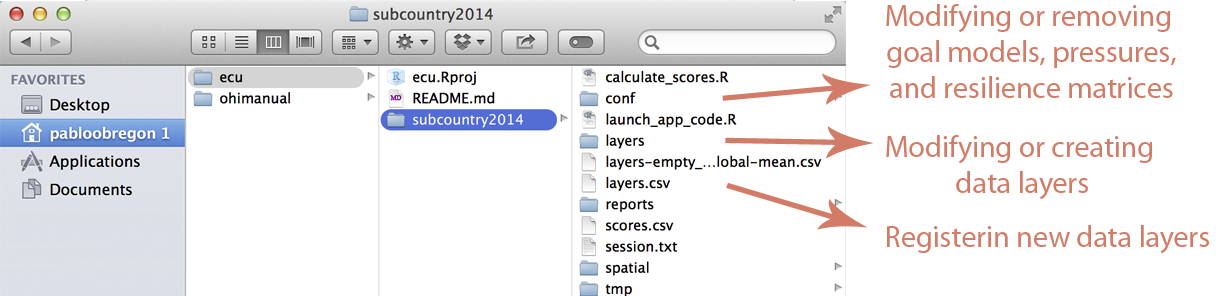 subcountry2014
FAVORITES
Desktop
pabloobregon 1
Applications
Documents
ecu
ohimanual
ecu.Rproj
README.md
subcountry2014
calculate_scores.R
conf
launch_app_code.R
layers
layers-empty_...lobal-mean.csv
layers.csv
reports
scores.csv
session.txt
spatial
tmp
Modifying or removing
goal models, pressures,
and resilience matrices
Modifying or creating
data layers
Registerin new data layers